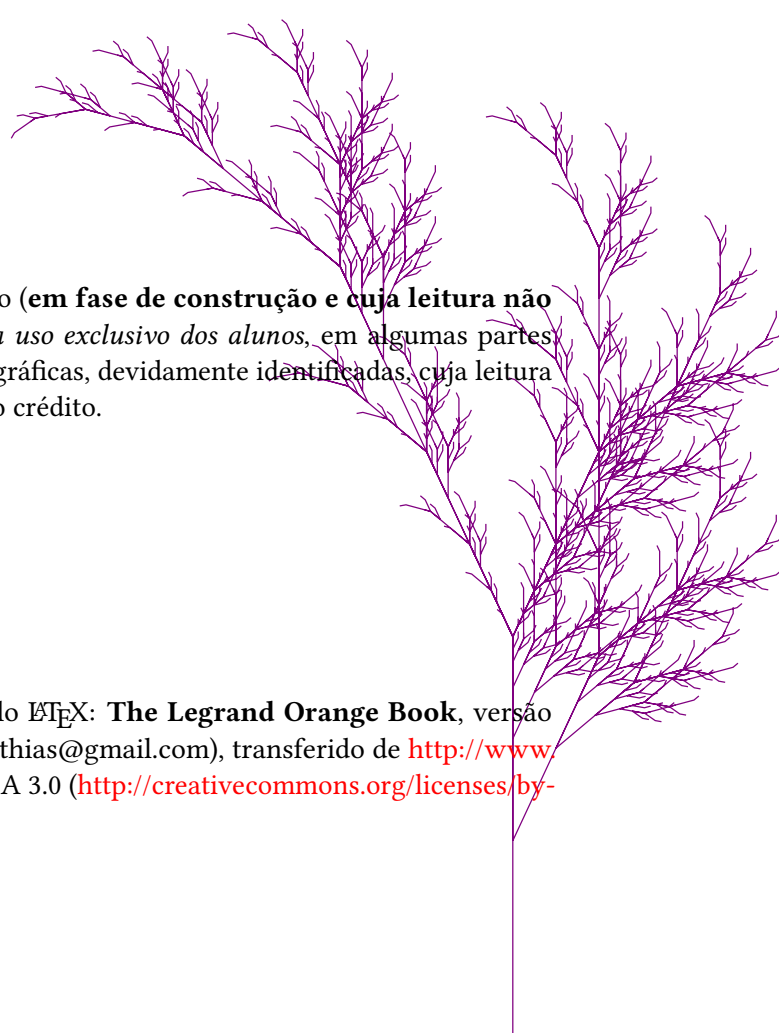 o (em fase de construção e cuja leitura não
a uso exclusivo dos alunos, em algumas partes
gráficas, devidamente identificadas, cuja leitura
o crédito.
lo LATEX: The Legrand Orange Book, versão
thias@gmail.com), transferido de http://www.
A 3.0 (http://creativecommons.org/licenses/by-